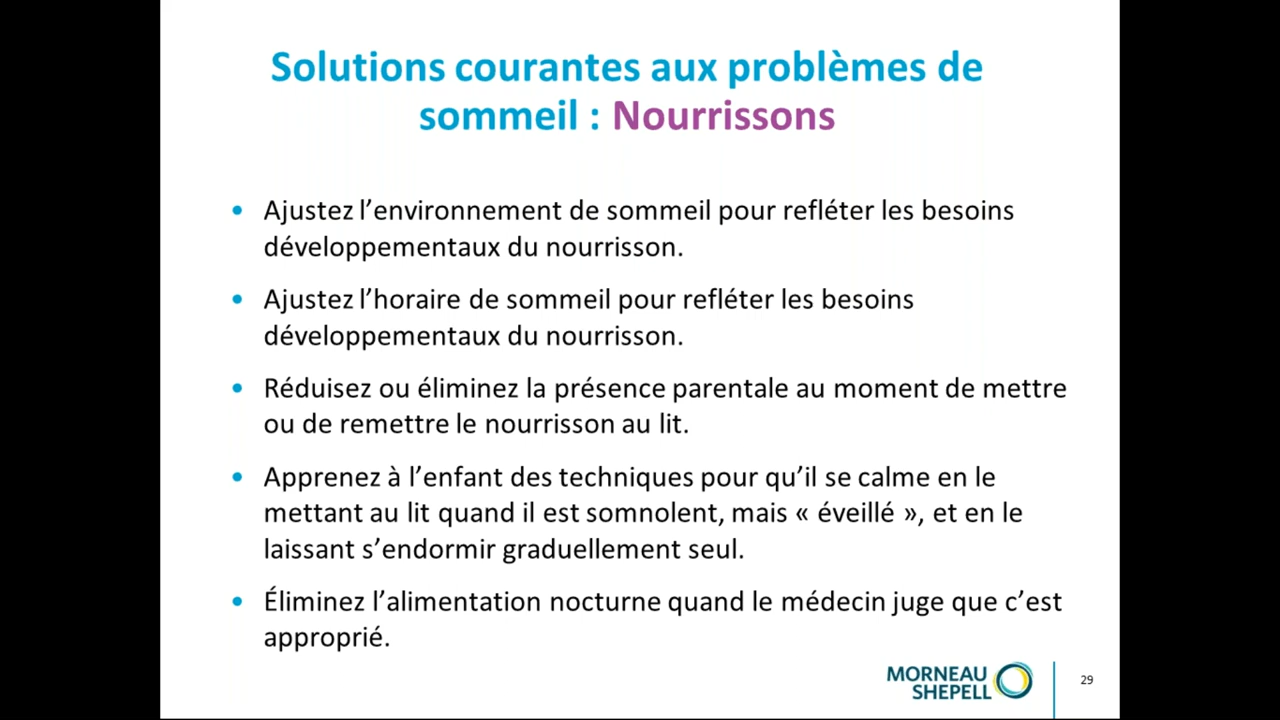 Solutions courantes aux problèmes de
sommeil : Nourrissons
• Ajustez l’environnement de sommeil pour refléter les besoins
développementaux du nourrisson.
• Ajustez l’horaire de sommeil pour refléter les besoins
développementaux du nourrisson.
• Réduisez ou éliminez la présence parentale au moment de mettre
ou de remettre le nourrisson au lit.
• Apprenez à l’enfant des techniques pour qu’il se calme en le
mettant au lit quand il est somnolent, mais « éveillé », et en le
laissant s’endormir graduellement seul.
• Éliminez l’alimentation nocturne quand le médecin juge que c’est
approprié.
MORNEAU
SHEPELL
29